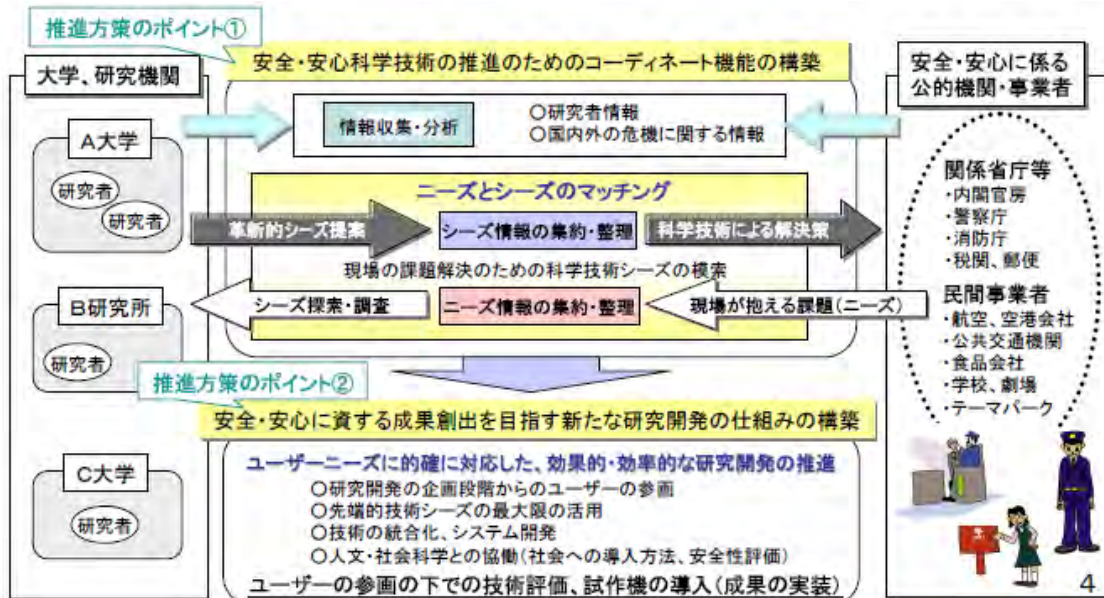 推進方策のポイント①
大学、研究機関
A大学
研究者
研究者
B研究所
研究者
C大学
研究者
安全・安心科学技術の推進のためのコーディネート機能の構築
情報収集・分析
○研究者情報
○国内外の危機に関する情報
ニーズとシーズのマッチング
革新的シーズ提案
シーズ情報の集約・整理
科学技術による解決策
現場の課題解決のための科学技術シーズの模索
シーズ探索・調査
ニーズ情報の集約・整理
現場が抱える課題(ニーズ)
推進方策のポイント②
安全・安心に資する成果創出を目指す新たな研究開発の仕組みの構築
ユーザーニーズに的確に対応した、効果的・効率的な研究開発の推進
○研究開発の企画段階からのユーザーの参画
○先端的技術シーズの最大限の活用
○技術の統合化、システム開発
○人文・社会科学との協働(社会への導入方法、安全性評価)
ユーザーの参画の下での技術評価、試作機の導入(成果の実装)
安全・安心に係る
公的機関・事業者
関係省庁等
・内閣官房
・警察庁
・消防庁
・税関、郵便
民間事業者
・航空、空港会社
・公共交通機関
・食品会社
・学校、劇場
・テーマパーク
4